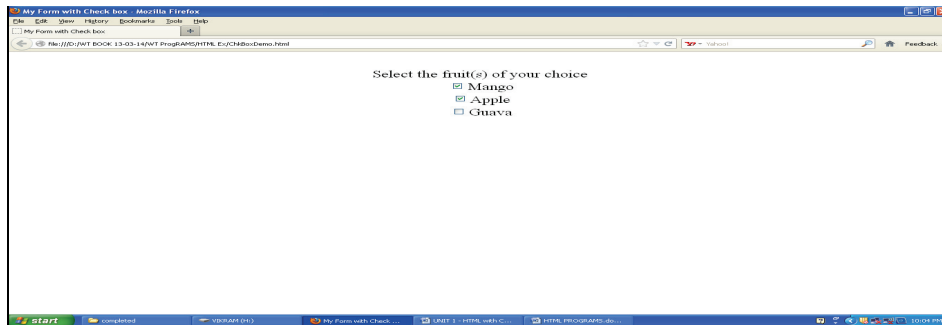 My Form with Check box - Mozilla Firefox
File Edit View History Bookmarks Tools Help
My Form with Check box +
file:///D:/WT BOOK 13-03-14/WT PrograMS/HTML Ex/ChkBoxDemo.html Yahoo! Feedback
Select the fruit(s) of your choice
Mango
Apple
Guava
start completed VIKRAM (H:) My Form with Check ... UNIT 1 - HTML with C... HTML PROGRAMS.do... 10:04 PM